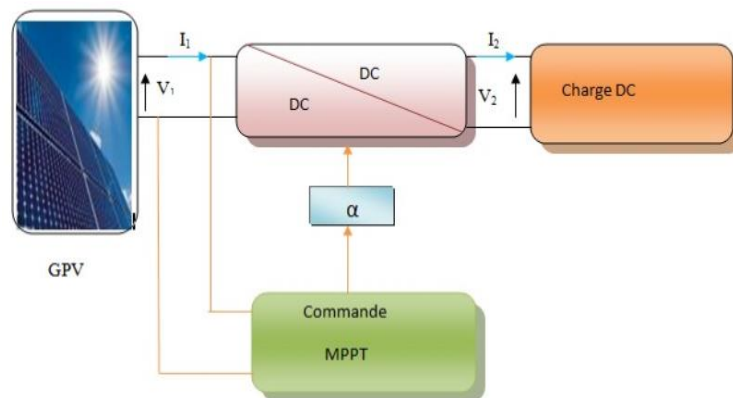 I₁
I₂
DC
V₁
DC
V₂
Charge DC
α
GPV
Commande
MPPT